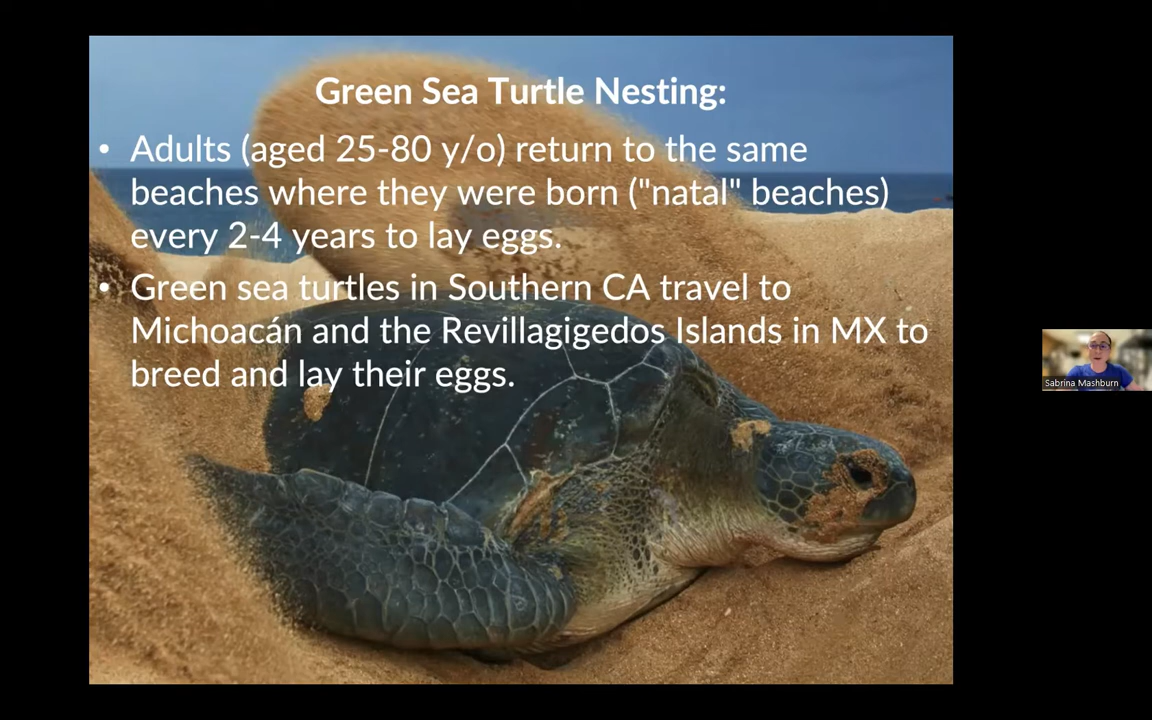 Green Sea Turtle Nesting:
• Adults (aged 25-80 y/o) return to the same
beaches where they were born ("natal" beaches)
every 2-4 years to lay eggs.
• Green sea turtles in Southern CA travel to
Michoacán and the Revillagigedos Islands in MX to
breed and lay their eggs.
Sabrina Mashburn